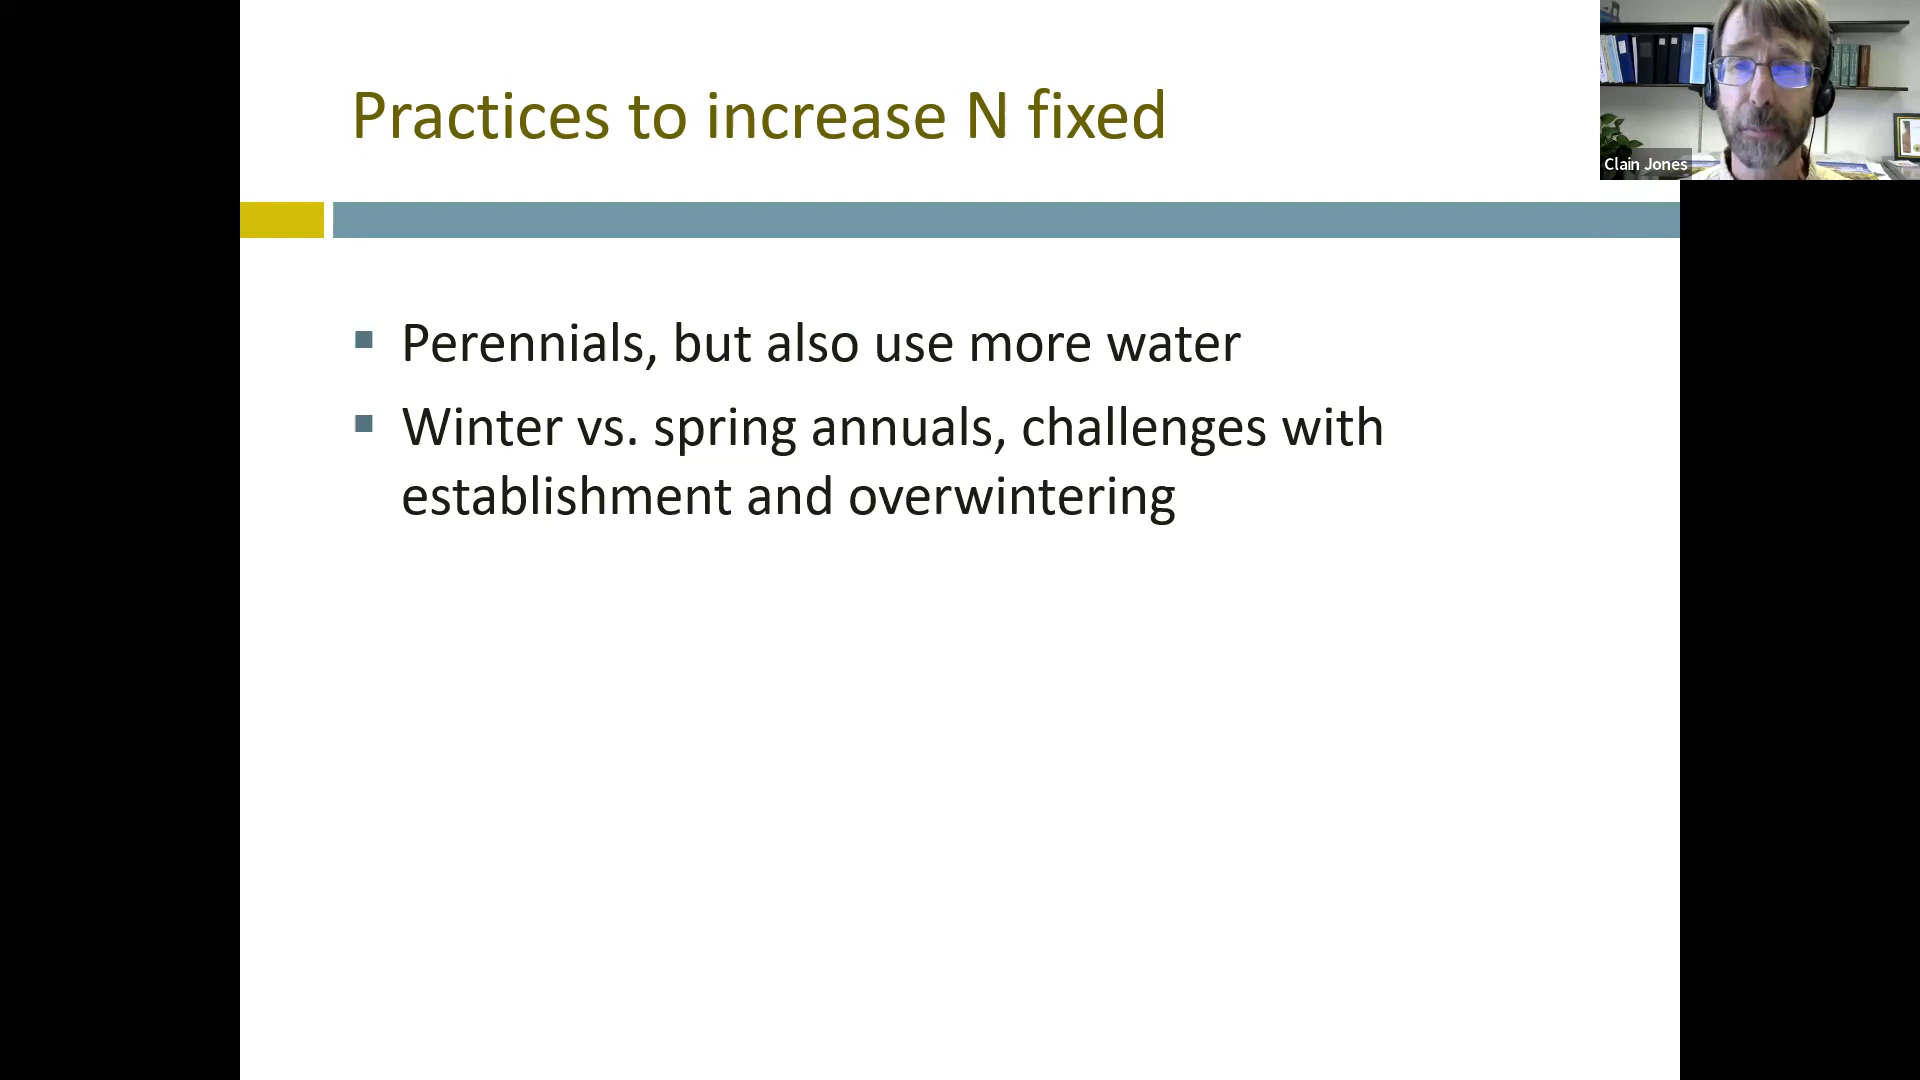 Practices to increase N fixed
Clain Jones
Perennials, but also use more water
Winter vs. spring annuals, challenges with
establishment and overwintering